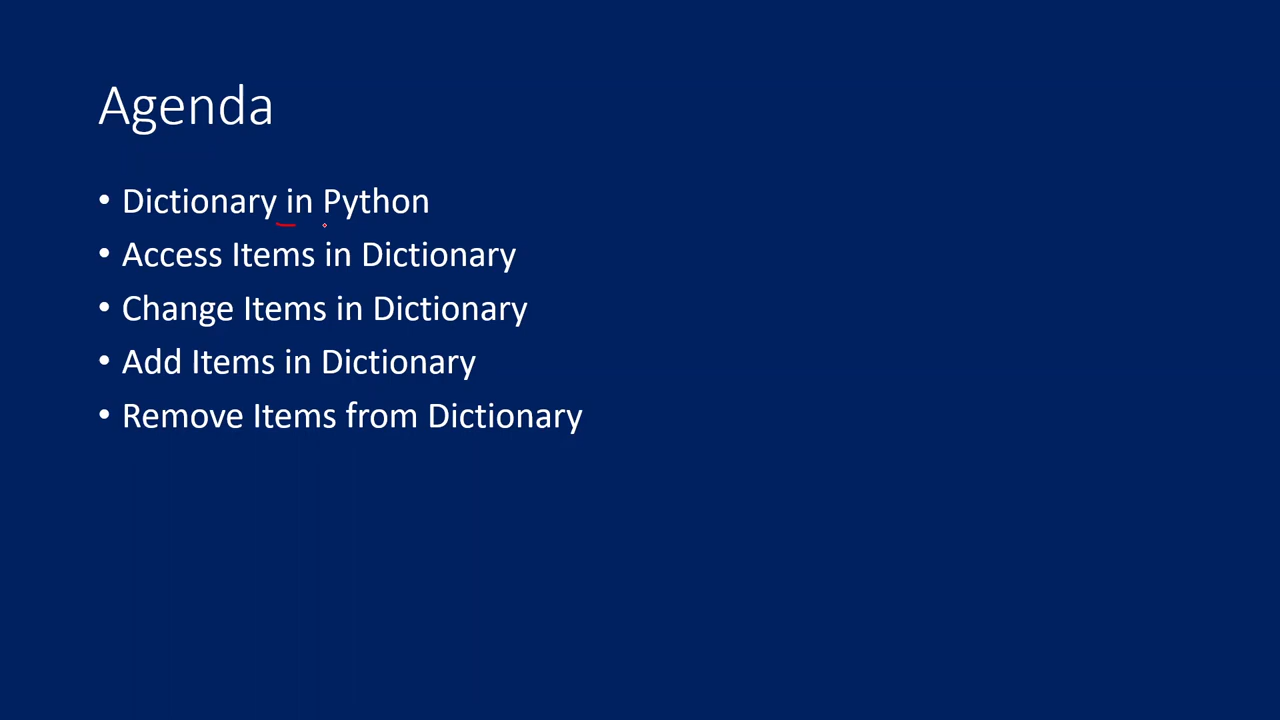 Agenda
• Dictionary in Python
• Access Items in Dictionary
• Change Items in Dictionary
• Add Items in Dictionary
• Remove Items from Dictionary